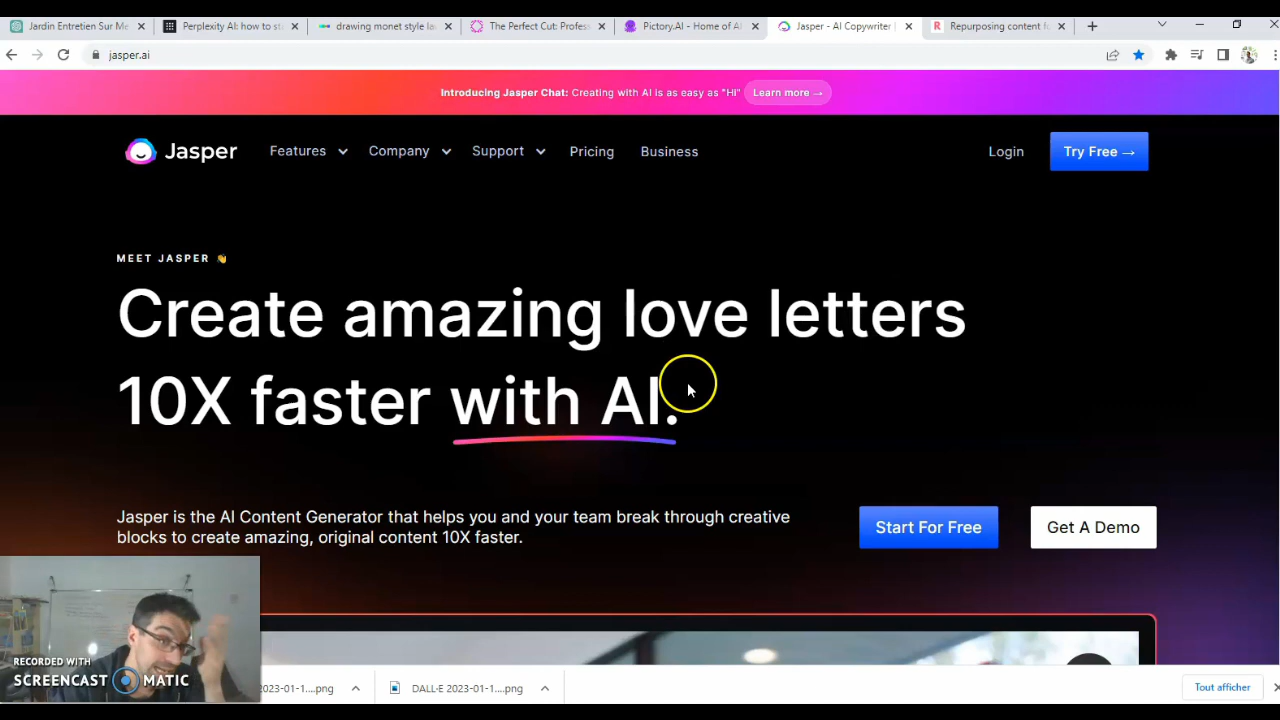 Jardin Entretien Sur Me
Perplexity AI: how to st
drawing monet style la
The Perfect Cut: Profess
Pictory.AI - Home of AI
Jasper - AI Copywriter |
Repurposing content fo
jasper.ai
Introducing Jasper Chat: Creating with AI is as easy as "Hi"
Learn more →
Jasper
Features
Company
Support
Pricing
Business
Login
Try Free →
MEET JASPER 👋
Create amazing love letters
10X faster with AI.
Jasper is the AI Content Generator that helps you and your team break through creative
blocks to create amazing, original content 10X faster.
Start For Free
Get A Demo
RECORDED WITH
SCREENCAST MATIC
2023-01-1....png
DALL·E 2023-01-1....png
Tout afficher